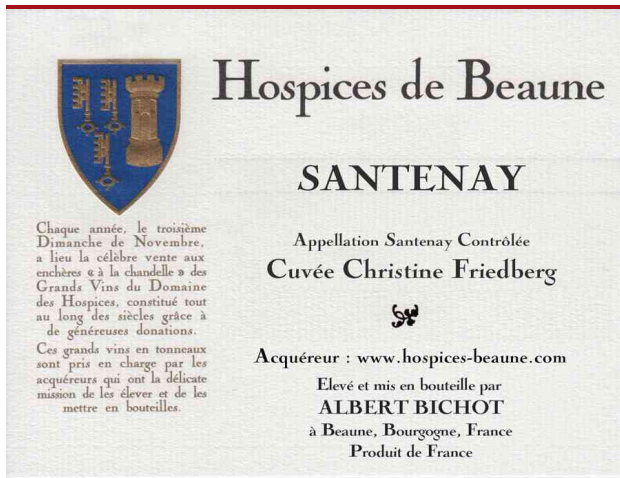 Hospices de Beaune
SANTENAY
Appellation Santenay Contrôlée
Cuvée Christine Friedberg
Acquéreur : www.hospices-beaune.com
Elevé et mis en bouteille par
ALBERT BICHOT
à Beaune, Bourgogne, France
Produit de France
Chaque année, le troisième
Dimanche de Novembre,
a lieu la célèbre vente aux
enchères « à la chandelle » des
Grands Vins du Domaine
des Hospices, constitué tout
au long des siècles grâce à
de généreuses donations.
Ces grands vins en tonneaux
sont pris en charge par les
acquéreurs qui ont la délicate
mission de les élever et de les
mettre en bouteilles.